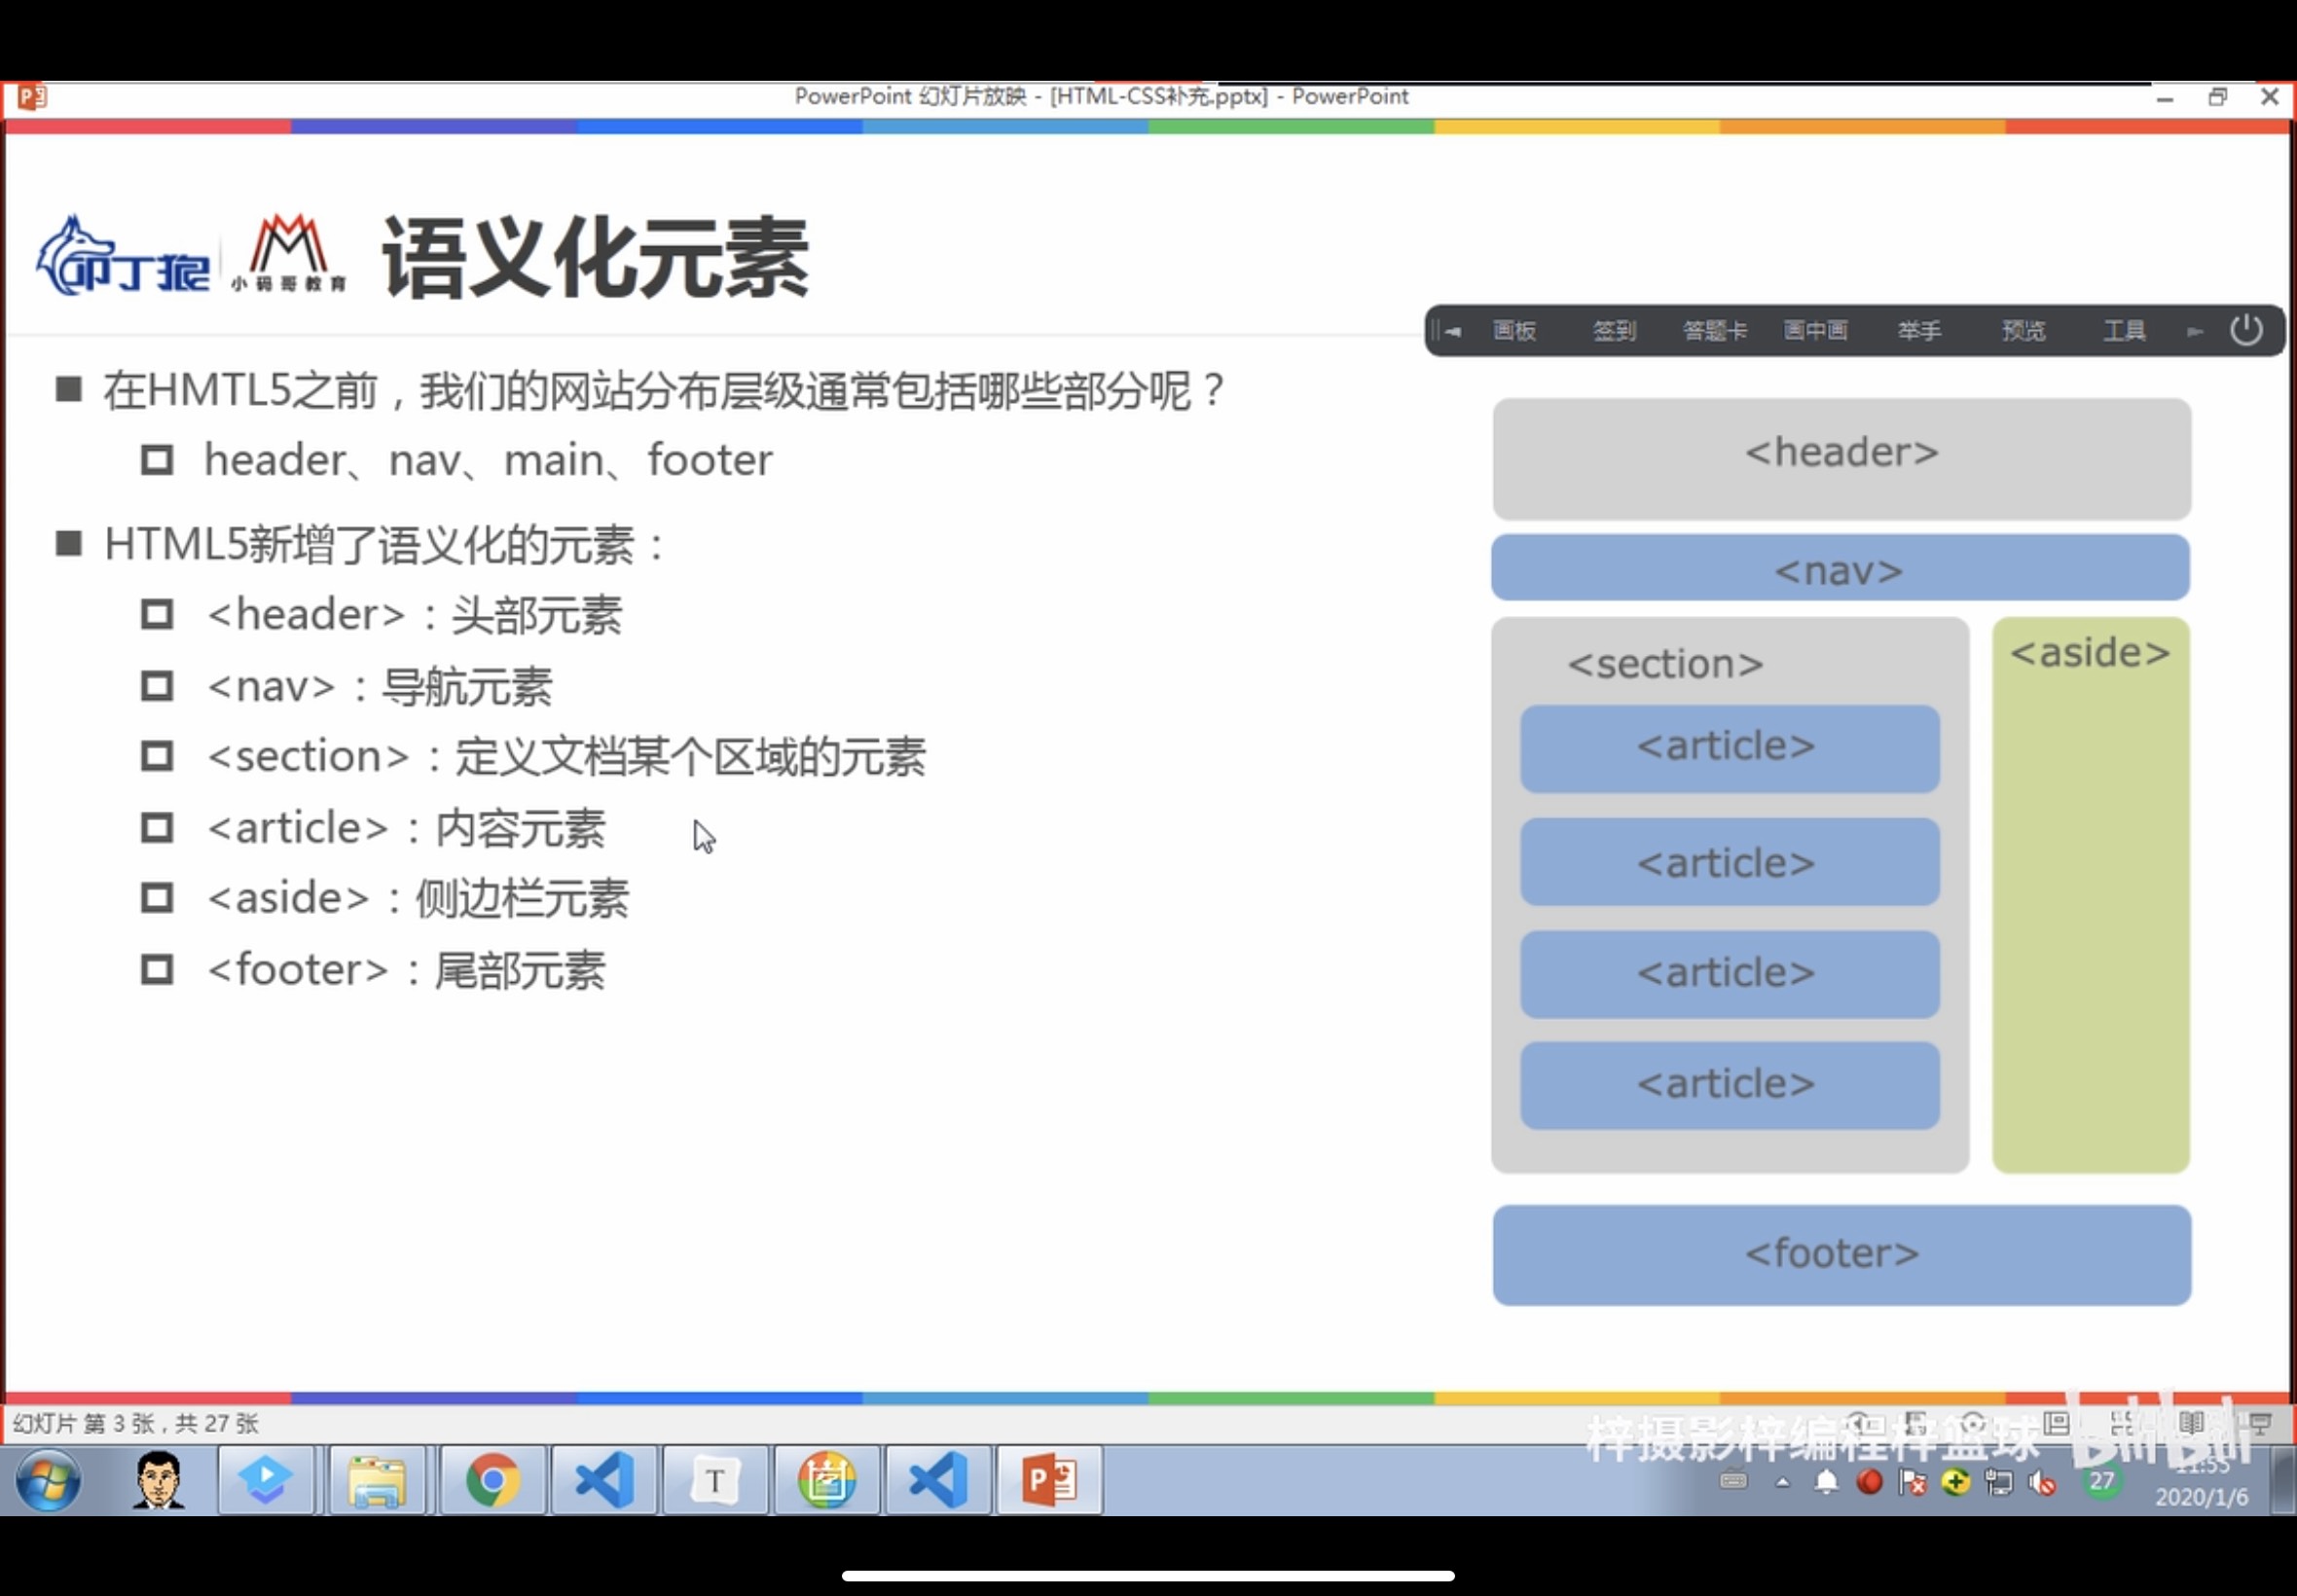 PowerPoint 幻灯片放映 - [HTML-CSS补充.pptx] - PowerPoint
叩丁狼
小码哥教育
语义化元素
画板 签到 答题卡 画中画 举手 预览 工具
■ 在HMTL5之前，我们的网站分布层级通常包括哪些部分呢？
header、nav、main、footer
■ HTML5新增了语义化的元素：
<header>：头部元素
<nav>：导航元素
<section>：定义文档某个区域的元素
<article>：内容元素
<aside>：侧边栏元素
<footer>：尾部元素
<header>
<nav>
<section>
<article>
<article>
<article>
<article>
<aside>
<footer>
幻灯片 第 3 张，共 27 张
梓摄影梓编程梓篮球
bilibili
T
27
11:55
2020/1/6